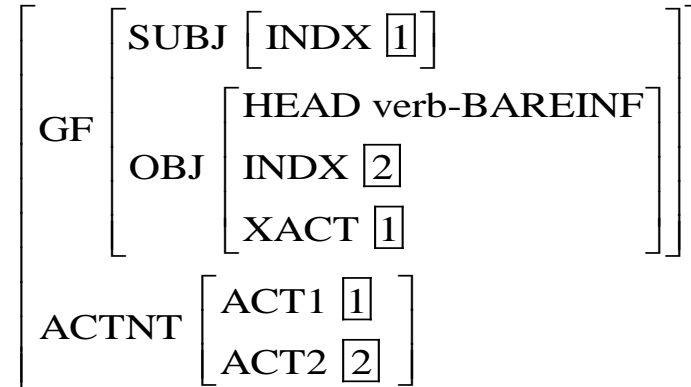 SUBJ [INDX 1]
HEAD verb-BAREINF
GF
OBJ INDX 2
XACT 1
ACT1 1
ACTNT
ACT2 2